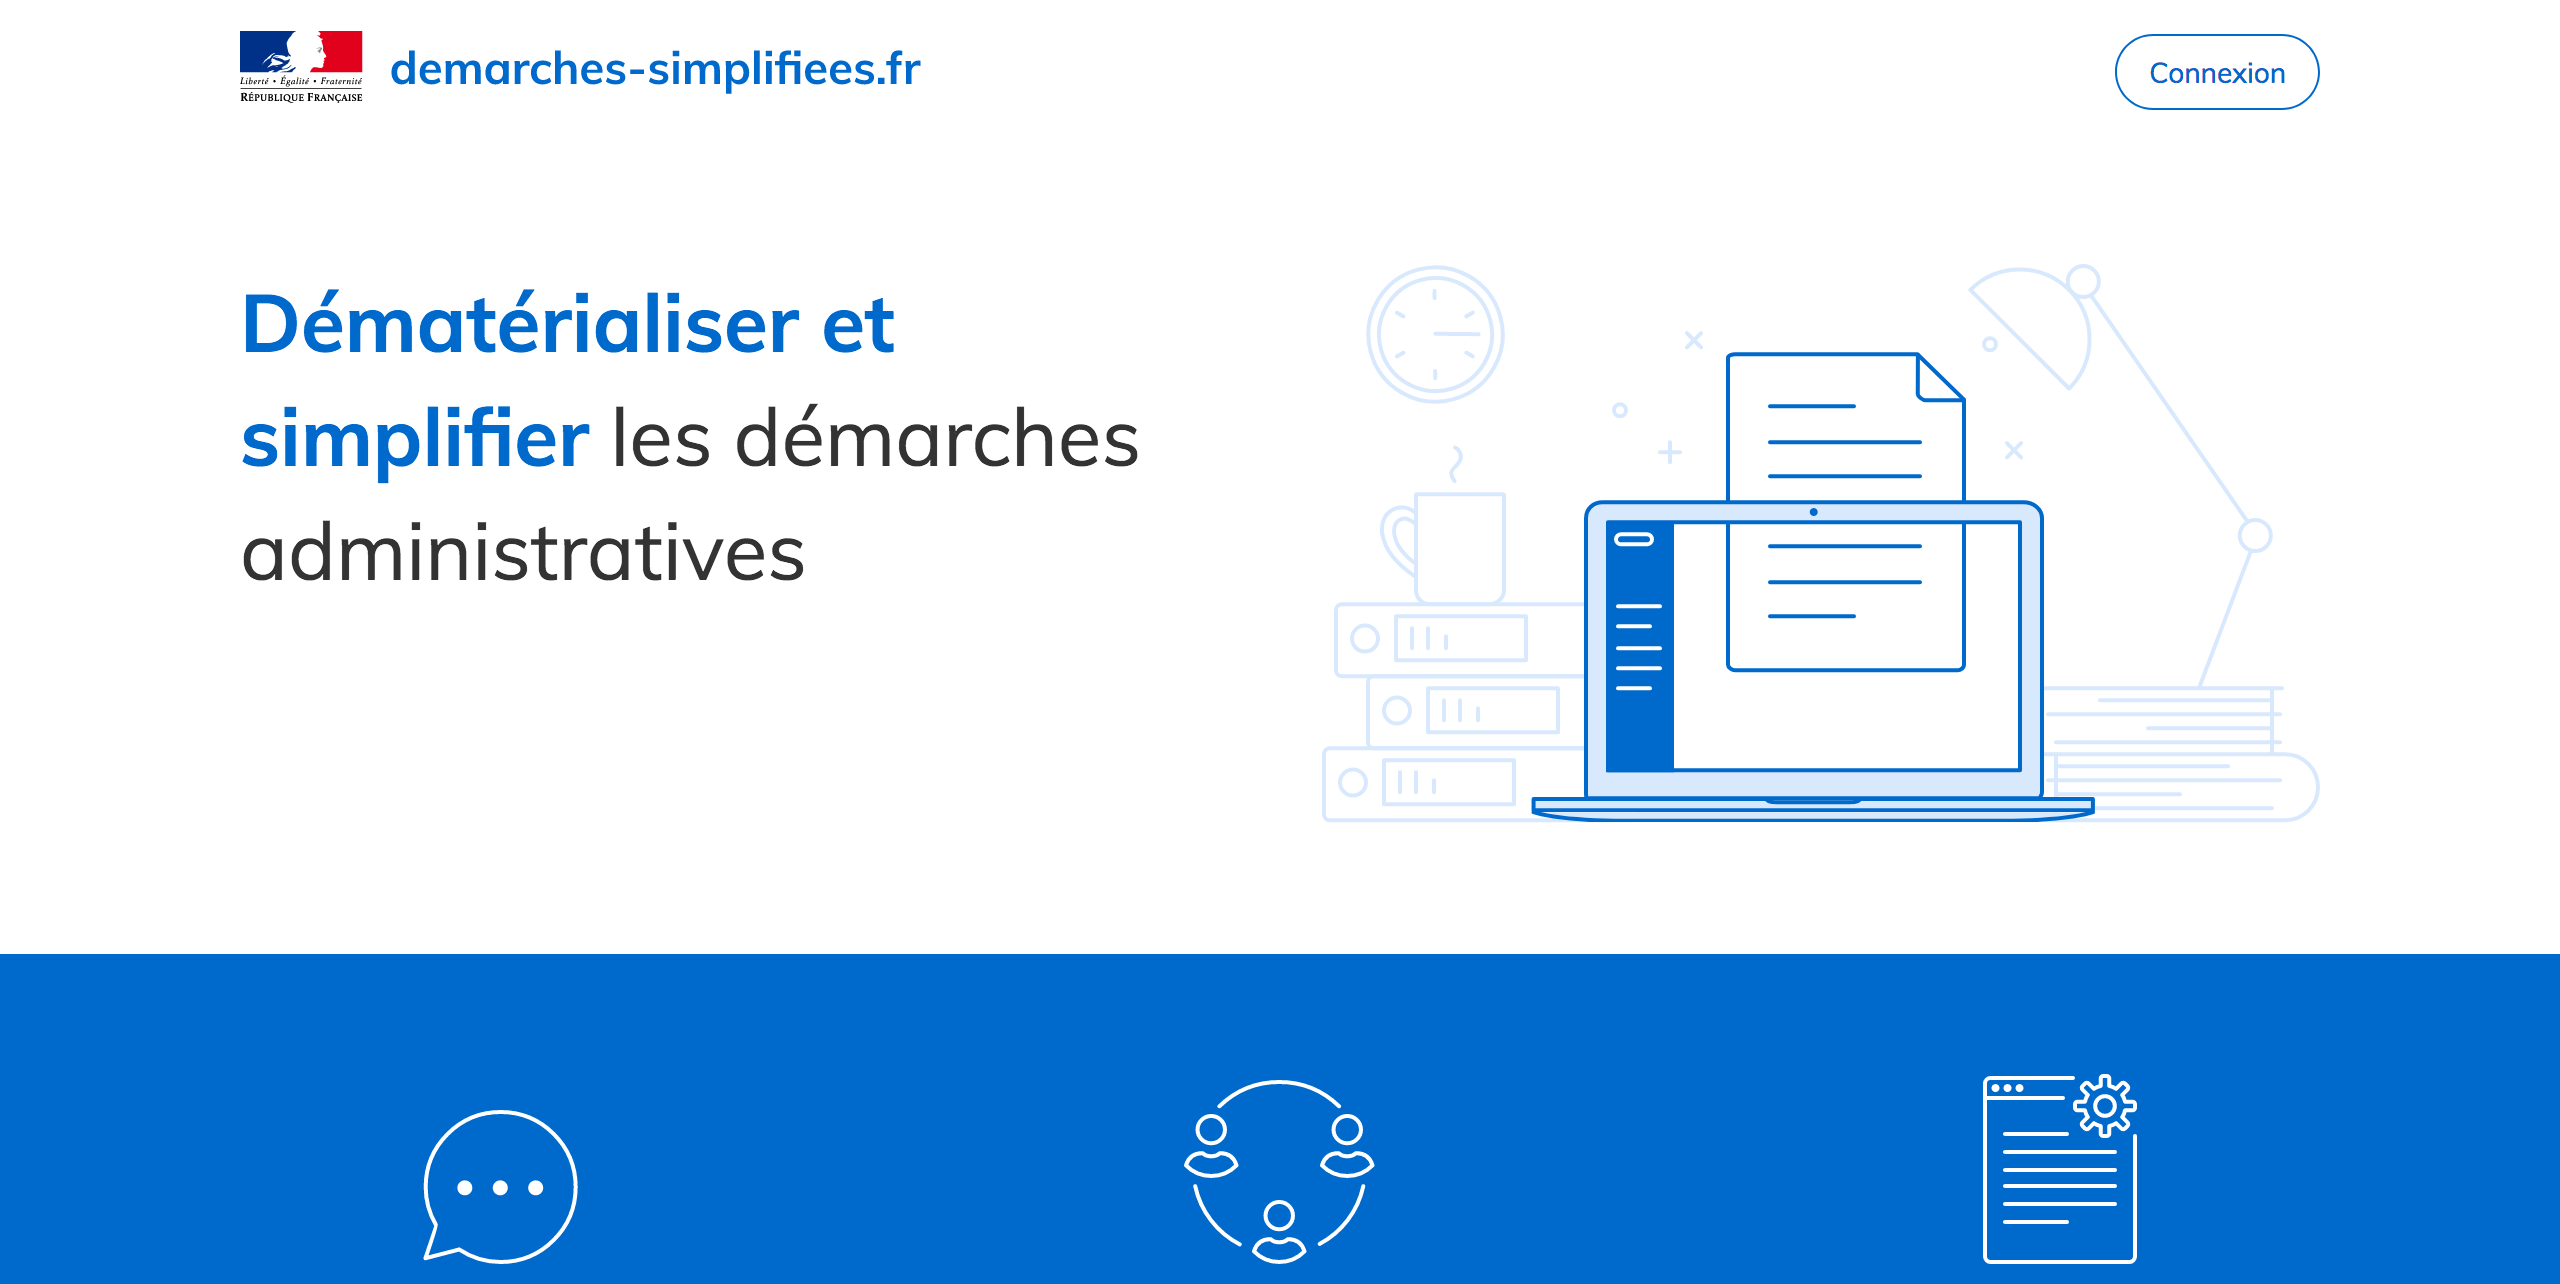 Liberté • Égalité • Fraternité
RÉPUBLIQUE FRANÇAISE
demarches-simplifiees.fr
Connexion
Dématérialiser et
simplifier les démarches
administratives